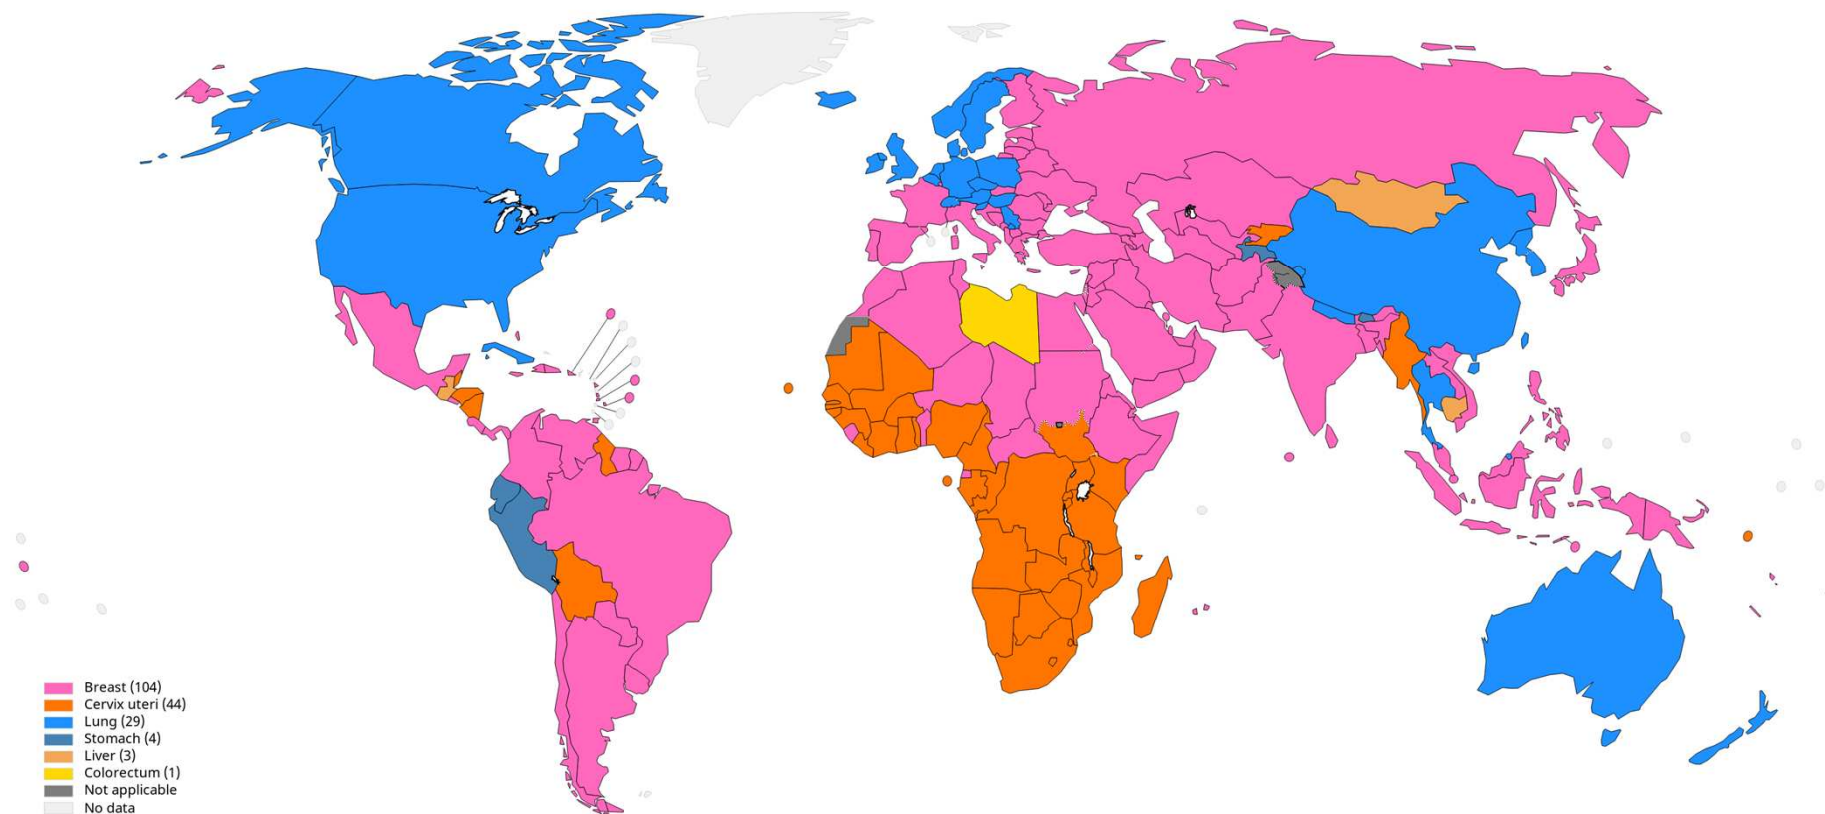 Breast (104)
Cervix uteri (44)
Lung (29)
Stomach (4)
Liver (3)
Colorectum (1)
Not applicable
No data